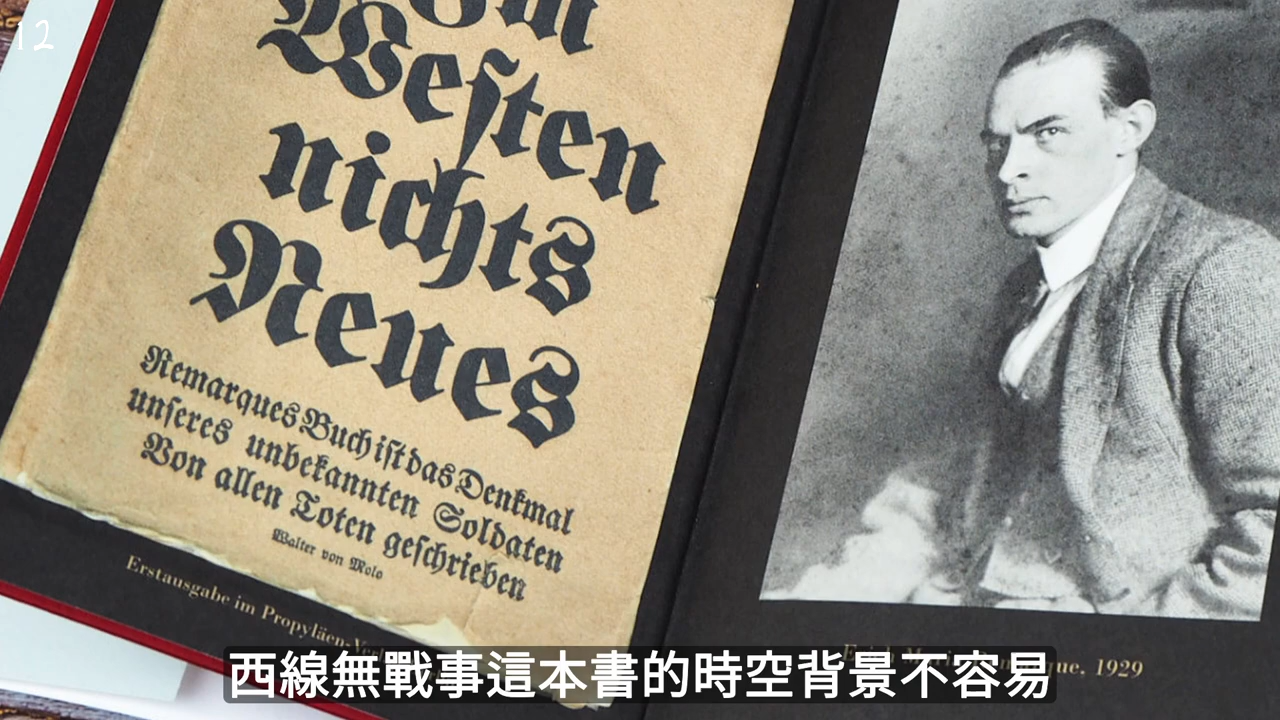 12
Im
Westen
nichts
Neues
Remarques Buch ist das Denkmal
unseres unbekannten Soldaten
Von allen Toten geschrieben
Walter von Molo
Erstausgabe im Propyläen-Verl
que, 1929
西線無戰事這本書的時空背景不容易